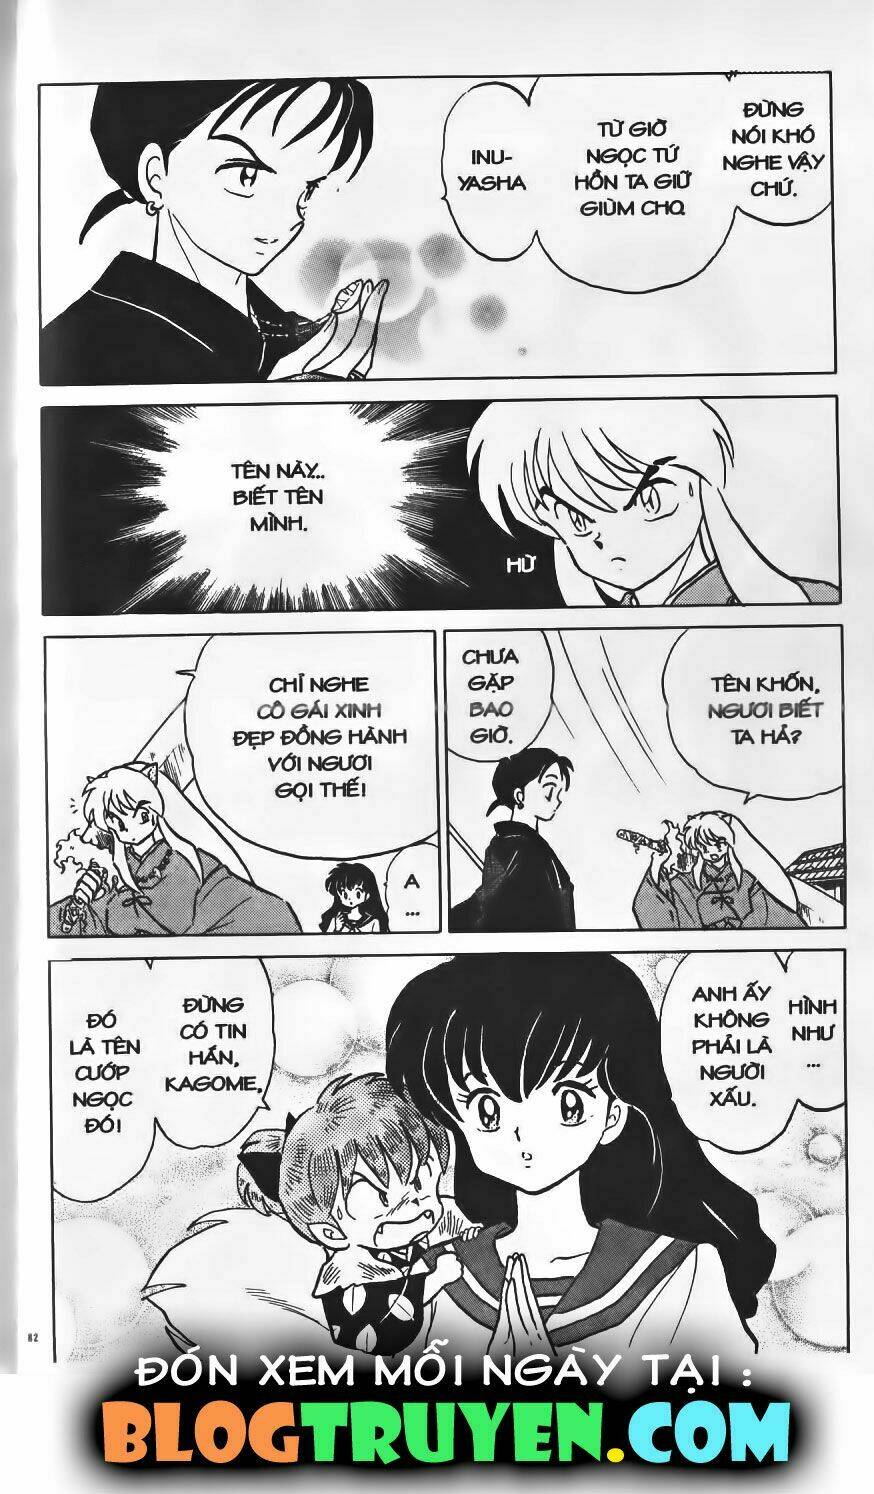 ĐỪNG
NÓI KHÓ
NGHE VẬY
CHỨ.
TỪ GIỜ
NGỌC TỨ
HỒN TA GIỮ
GIÙM CHO.
INU-
YASHA
TÊN NÀY...
BIẾT TÊN
MÌNH.
HỪ
TÊN KHỐN,
NGƯƠI BIẾT
TA HẢ?
CHƯA
GẶP
BAO
GIỜ.
CHỈ NGHE
CÔ GÁI XINH
ĐẸP ĐỒNG HÀNH
VỚI NGƯƠI
GỌI THẾ!
A
...
HÌNH
NHƯ
...
ANH ẤY
KHÔNG
PHẢI LÀ
NGƯỜI
XẤU.
ĐỪNG
CÓ TIN
HẮN,
KAGOME.
ĐÓ
LÀ TÊN
CƯỚP
NGỌC
ĐÓ!
82
ĐÓN XEM MỖI NGÀY TẠI :
BLOGTRUYEN.COM